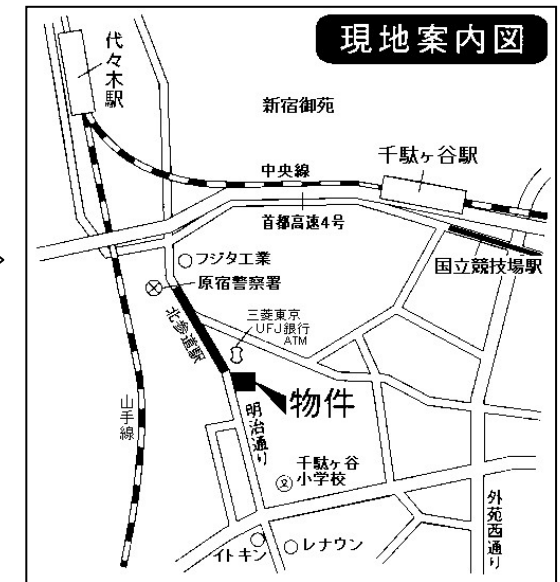 現地案内図
代々木駅
新宿御苑
千駄ヶ谷駅
中央線
首都高速4号
国立競技場駅
フジタ工業
原宿警察署
北参道駅
三菱東京
UFJ銀行
ATM
物件
明治通り
山手線
千駄ヶ谷
小学校
外苑西通り
イトキン
レナウン